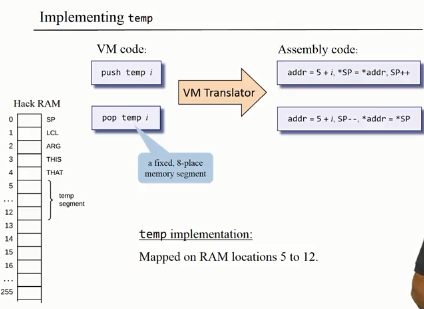 Implementing temp
VM code:
Assembly code:
push temp i
VM Translator
addr = 5 + i, *SP = *addr, SP++
pop temp i
addr = 5 + i, SP--, *addr = *SP
a fixed, 8-place
memory segment
Hack RAM
0 SP
1 LCL
2 ARG
3 THIS
4 THAT
5
...
12
temp
segment
13
14
15
16
...
255
temp implementation:
Mapped on RAM locations 5 to 12.